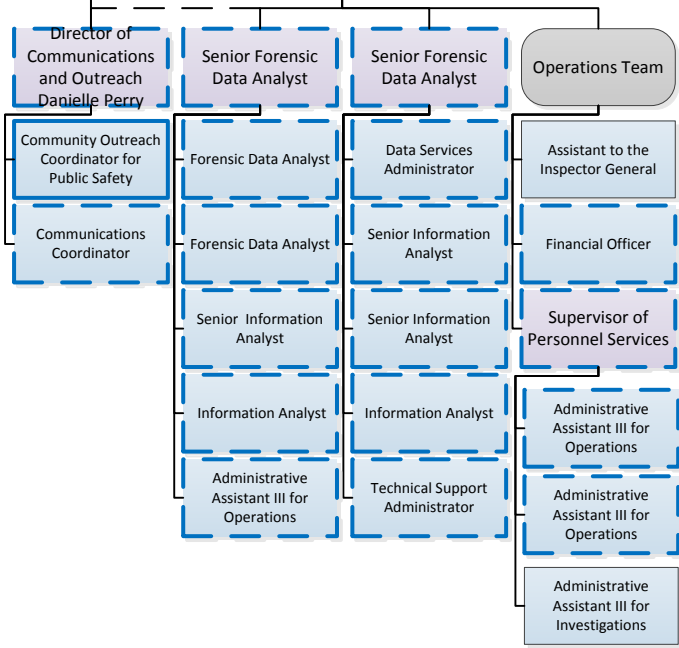 Director of
Communications
and Outreach
Danielle Perry
Community Outreach
Coordinator for
Public Safety
Communications
Coordinator
Senior Forensic
Data Analyst
Forensic Data Analyst
Forensic Data Analyst
Senior Information
Analyst
Information Analyst
Administrative
Assistant III for
Operations
Senior Forensic
Data Analyst
Data Services
Administrator
Senior Information
Analyst
Senior Information
Analyst
Information Analyst
Technical Support
Administrator
Operations Team
Assistant to the
Inspector General
Financial Officer
Supervisor of
Personnel Services
Administrative
Assistant III for
Operations
Administrative
Assistant III for
Operations
Administrative
Assistant III for
Investigations